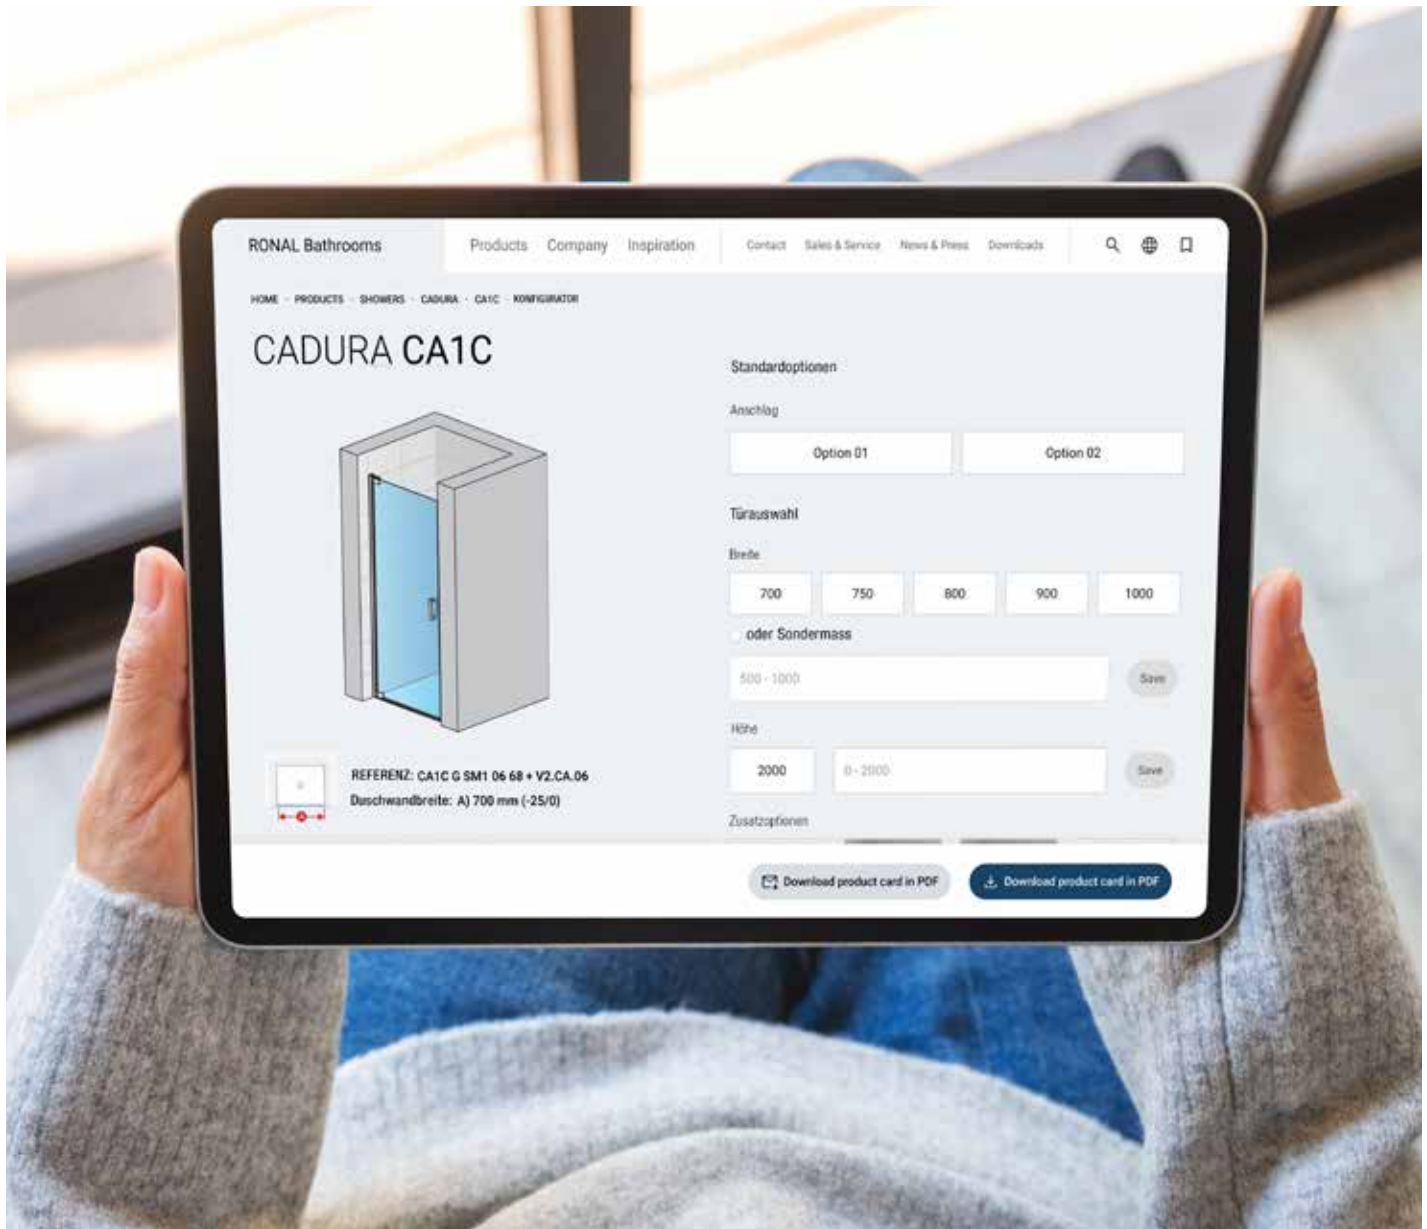 RONAL Bathrooms
Products Company Inspiration
Contact Sales & Service News & Press Downloads
HOME - PRODUCTS - SHOWERS - CADURA - CA1C - KONFIGURATOR
CADURA CA1C
Standardoptionen
Anschlag
Option 01 Option 02
Türauswahl
Breite
700 750 800 900 1000
oder Sondermass
500 - 1000 Save
Höhe
2000 0 - 2000 Save
Zusatzoptionen
REFERENZ: CA1C G SM1 06 68 + V2.CA.06
Duschwandbreite: A) 700 mm (-25/0)
A
Download product card in PDF
Download product card in PDF